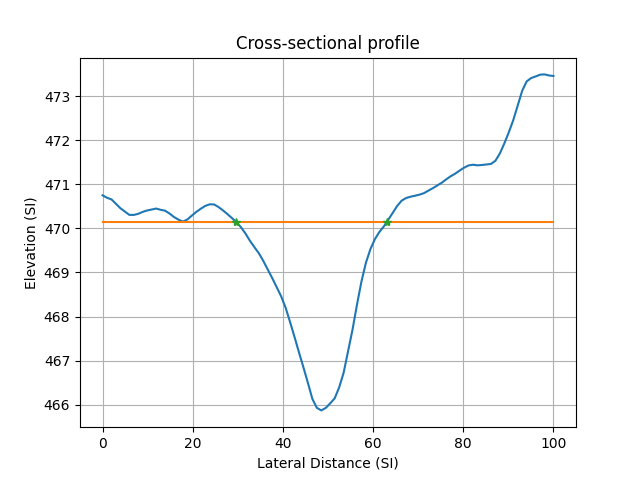 Cross-sectional profile
Elevation (SI)
473
472
471
470
469
468
467
466
0 20 40 60 80 100
Lateral Distance (SI)